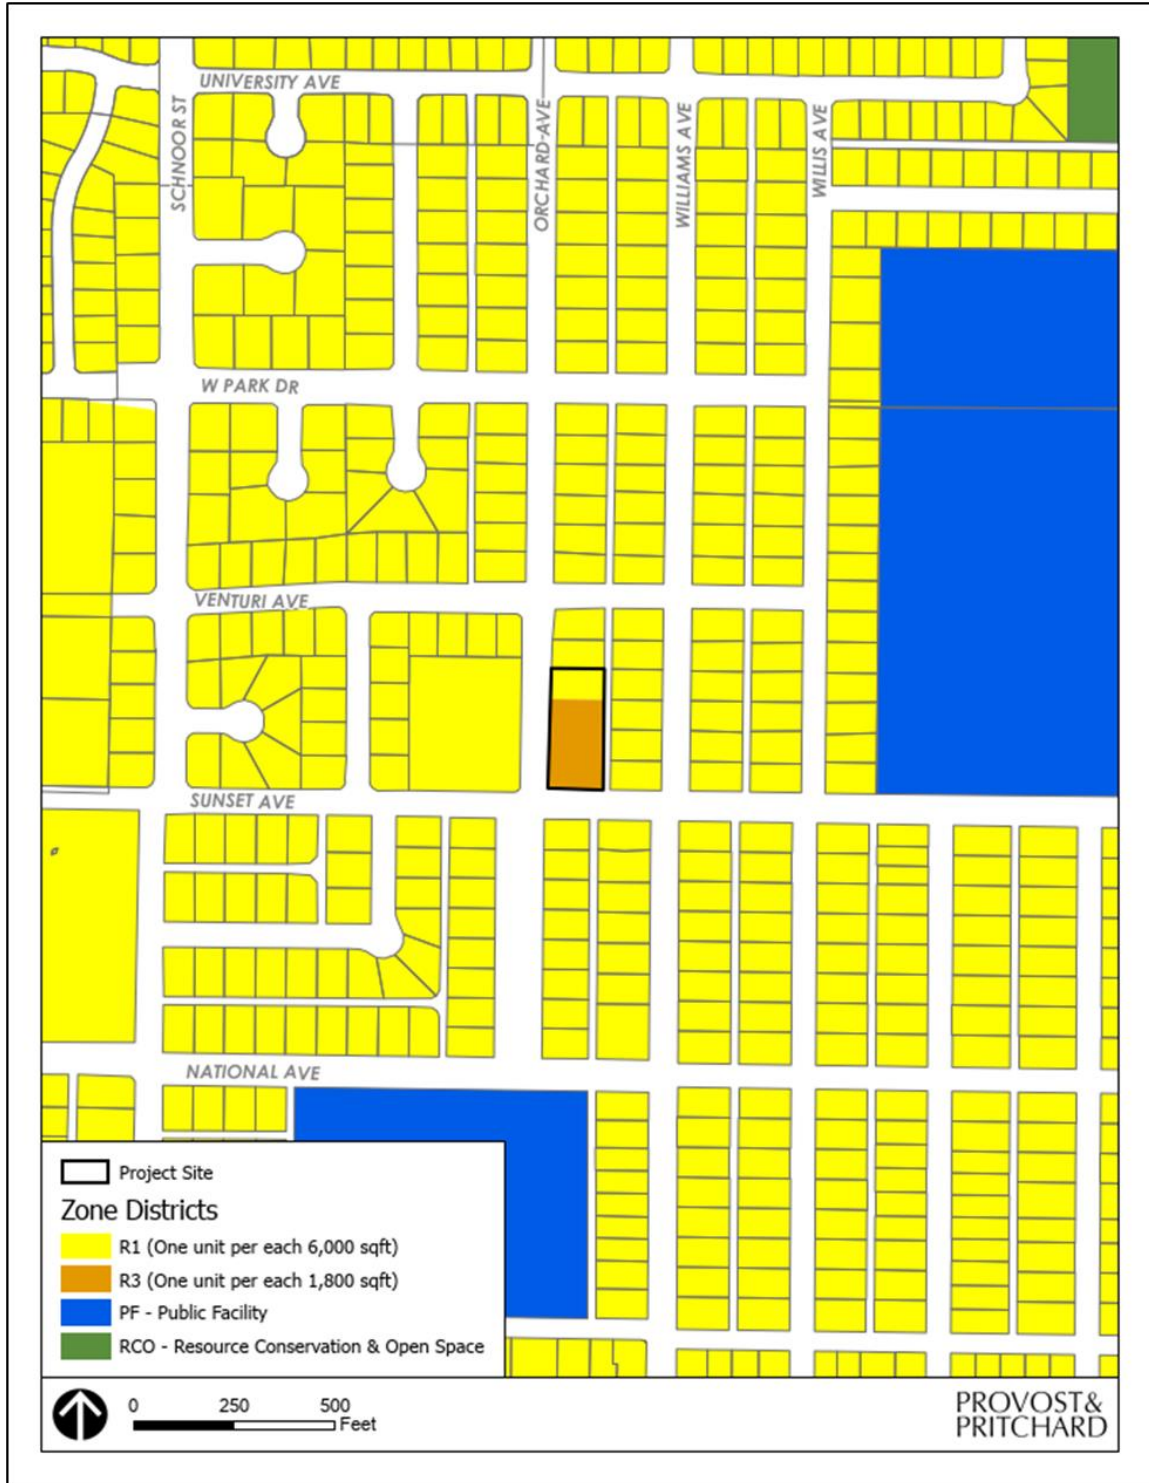 UNIVERSITY AVE
SCHNOOR ST
ORCHARD AVE
WILLIAMS AVE
WILLIS AVE
W PARK DR
VENTURI AVE
SUNSET AVE
NATIONAL AVE
Project Site
Zone Districts
R1 (One unit per each 6,000 sqft)
R3 (One unit per each 1,800 sqft)
PF - Public Facility
RCO - Resource Conservation & Open Space
0 250 500
Feet
PROVOST&
PRITCHARD